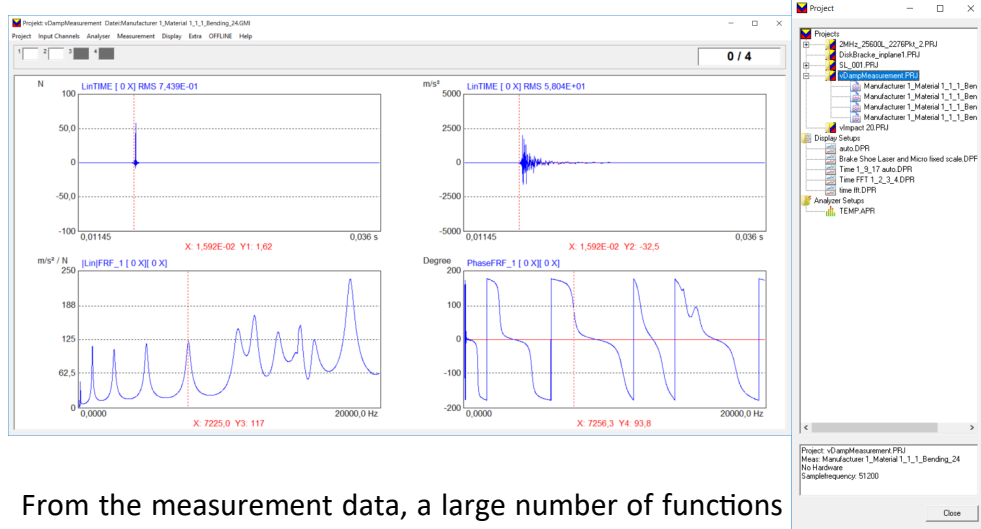 Projekt: vDampMeasurement Datei:Manufacturer 1_Material 1_1_1_Bending_24.GMI
Project Input Channels Analyser Measurement Display Extra OFFLINE Help
1 2 3 4
0 / 4
N
LinTIME [ 0 X] RMS 7,439E-01
100
50,0
0
-50,0
-100
0,01145
0,036 s
X: 1,592E-02 Y1: 1,62
m/s²
LinTIME [ 0 X] RMS 5,804E+01
5000
2500
0
-2500
-5000
0,01145
0,036 s
X: 1,592E-02 Y2: -32,5
m/s² / N
|Lin|FRF_1 [ 0 X][ 0 X]
250
188
125
62,5
0
0,0000
20000,0 Hz
X: 7225,0 Y3: 117
Degree
PhaseFRF_1 [ 0 X][ 0 X]
200
100
0
-100
-200
0,0000
20000,0 Hz
X: 7256,3 Y4: 93,8
Project
Projects
2MHz_25600L_2276Pkt_2.PRJ
DiskBracke_inplane1.PRJ
SL_001.PRJ
vDampMeasurement.PRJ
Manufacturer 1_Material 1_1_1_Ben
Manufacturer 1_Material 1_1_1_Ben
Manufacturer 1_Material 1_1_1_Ben
Manufacturer 1_Material 1_1_1_Ben
vImpact 20.PRJ
Display Setups
auto.DPR
Brake Shoe Laser and Micro fixed scale.DPF
Time 1_9_17 auto.DPR
Time FFT 1_2_3_4.DPR
time fft.DPR
Analyzer Setups
TEMP.APR
Project: vDampMeasurement.PRJ
Meas: Manufacturer 1_Material 1_1_1_Bending_24
No Hardware
Samplefrequency: 51200
Close
From the measurement data, a large number of functions